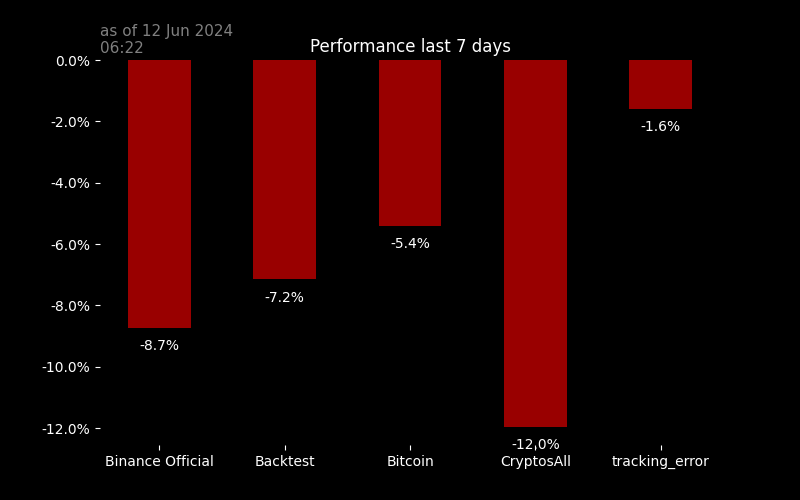 as of 12 Jun 2024
06:22
Performance last 7 days
0.0%
-2.0%
-4.0%
-6.0%
-8.0%
-10.0%
-12.0%
-8.7%
-7.2%
-5.4%
-12.0%
-1.6%
Binance Official
Backtest
Bitcoin
CryptosAll
tracking_error